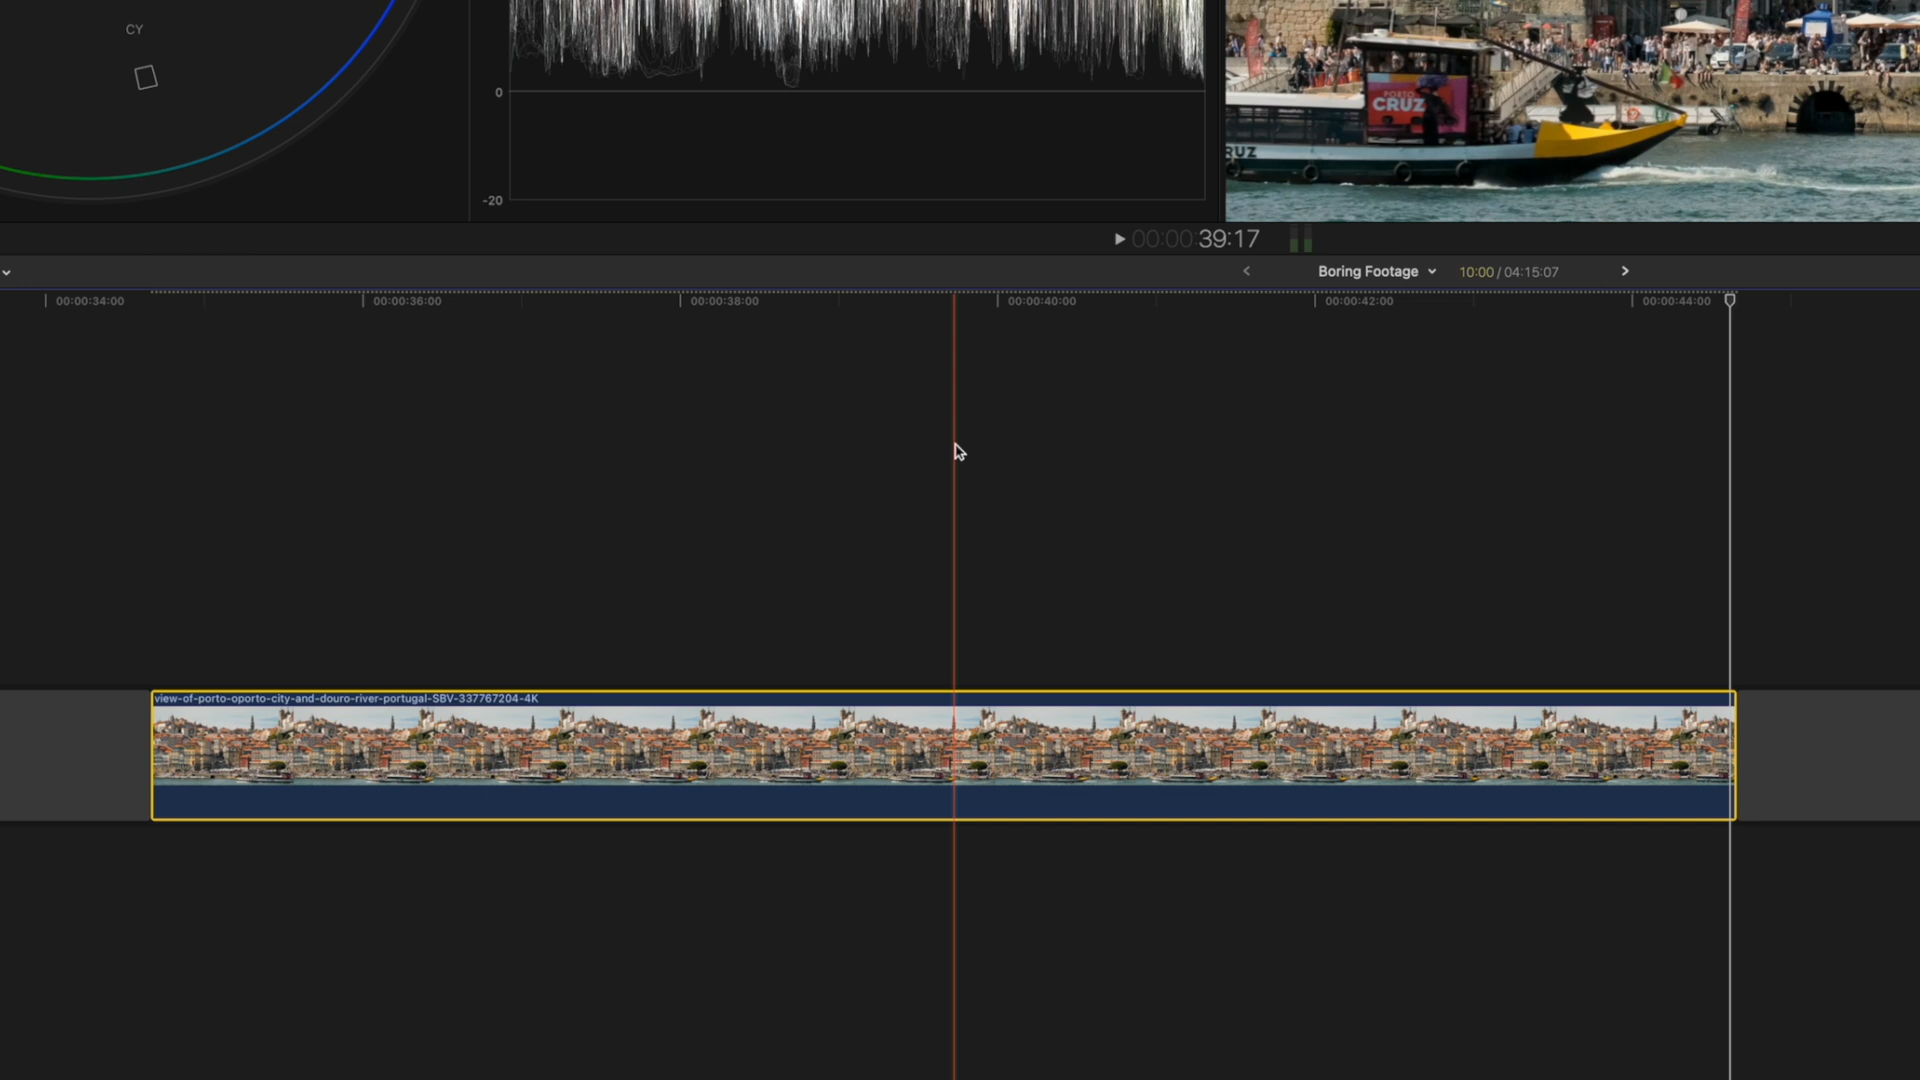 CY
0
-20
PORTO
CRUZ
RUZ
00:00:39:17
Boring Footage
10:00 / 04:15:07
00:00:34:00
00:00:36:00
00:00:38:00
00:00:40:00
00:00:42:00
00:00:44:00
view-of-porto-oporto-city-and-douro-river-portugal-SBV-337767204-4K